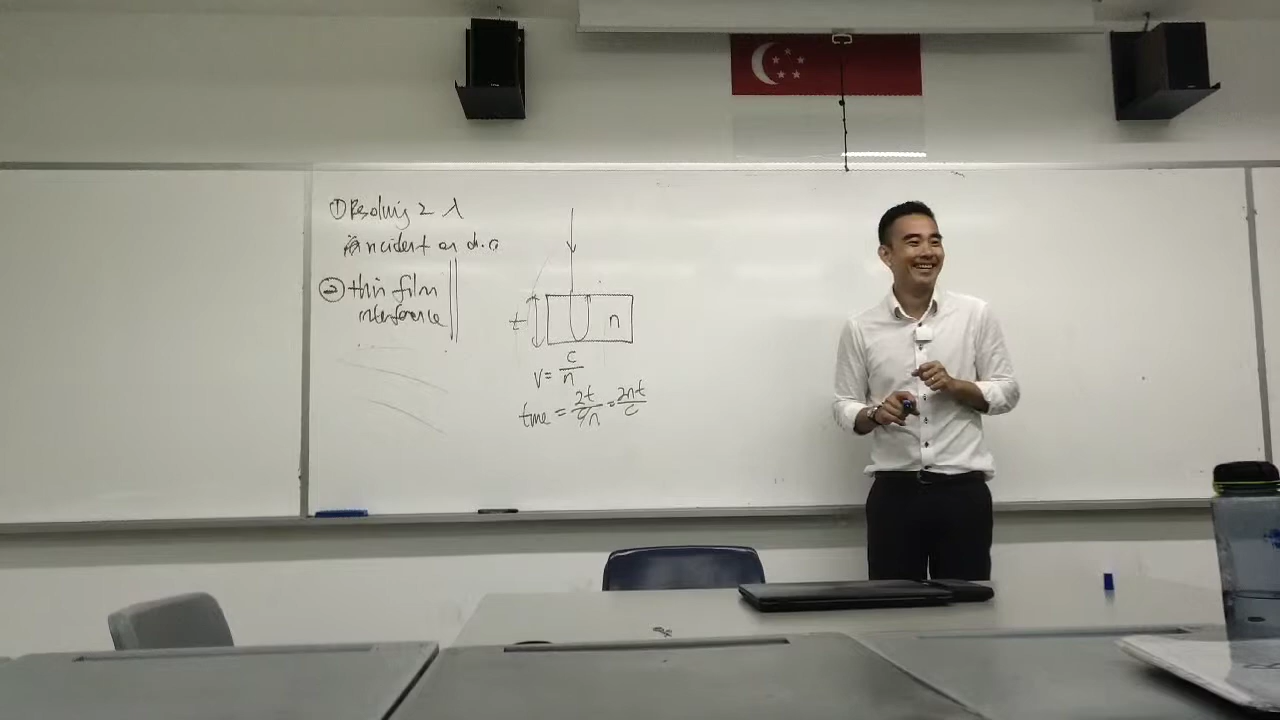 ① Resolving 2 λ
incident on d.g
② thin film
interference
t
n
v = c/n
time = 2t/c/n = 2nt/c